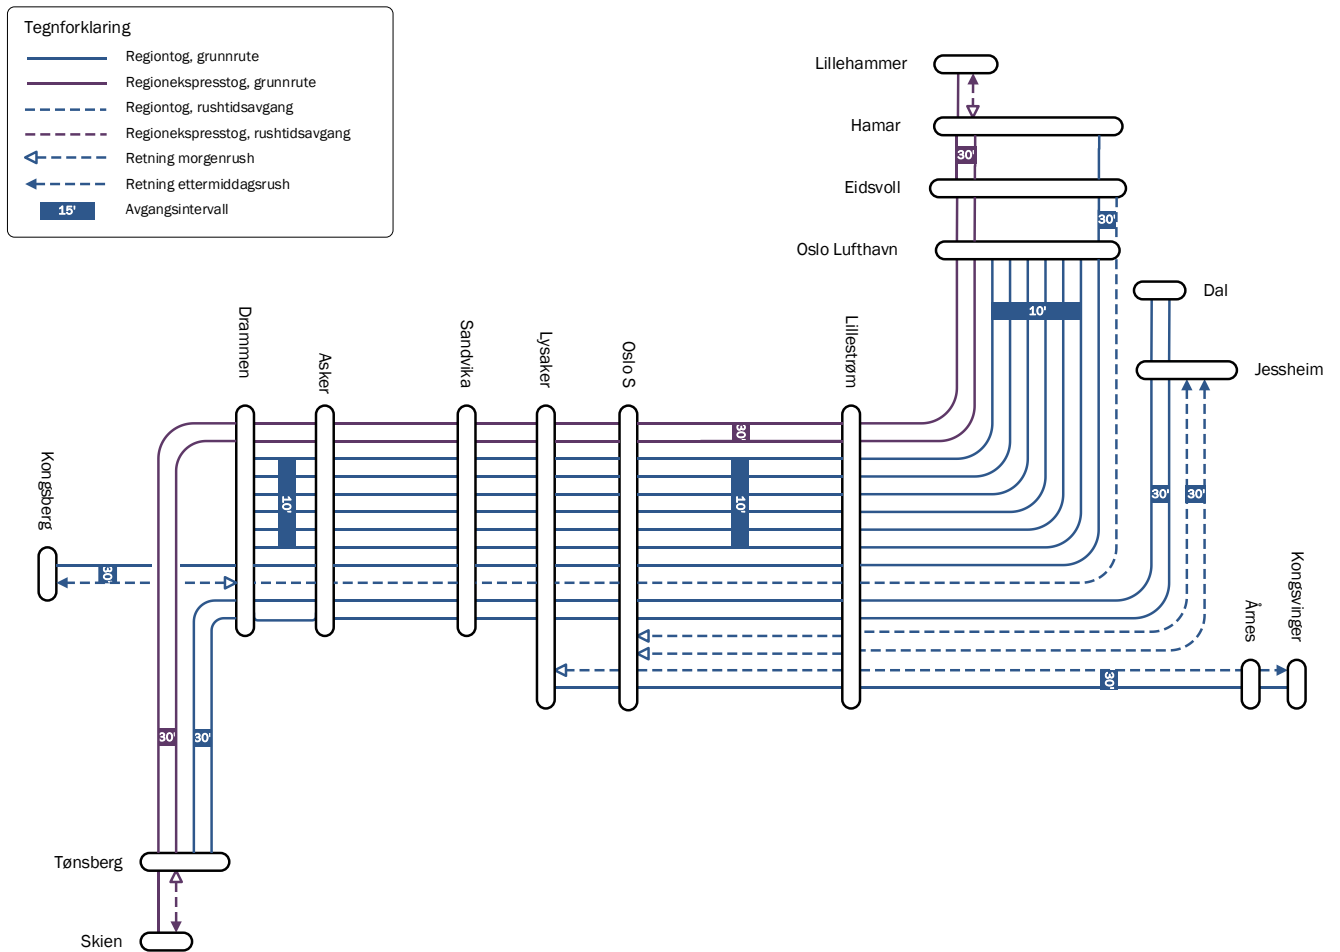 Tegnforklaring
Regiontog, grunnrute
Regionekspresstog, grunnrute
Regiontog, rushtidsavgang
Regionekspresstog, rushtidsavgang
Retning morgenrush
Retning ettermiddagsrush
15'
Avgangsintervall
Lillehammer
Hamar
30'
Eidsvoll
30'
Oslo Lufthavn
Dal
10'
Jessheim
Drammen
Asker
Sandvika
Lysaker
Oslo S
Lillestrøm
30'
Kongsberg
10'
10'
30'
30'
30'
Kongsvinger
Årnes
30'
30'
30'
Tønsberg
Skien